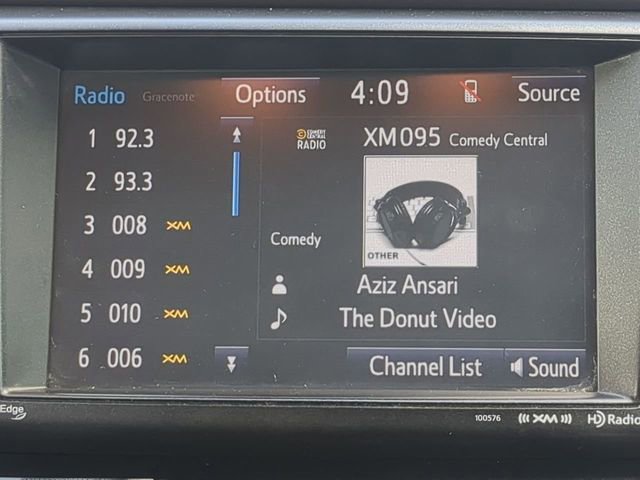 Radio Gracenote Options 4:09 Source
1 92.3
2 93.3
3 008 XM
4 009 XM
5 010 XM
6 006 XM
COMEDY CENTRAL RADIO
XM095 Comedy Central
OTHER
Comedy
Aziz Ansari
The Donut Video
Channel List
Sound
Edge
100576
((( XM )))
HD Radio